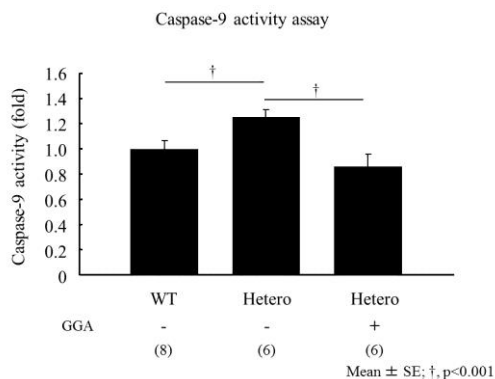 Caspase-9 activity assay
†
†
Caspase-9 activity (fold)
1.6
1.4
1.2
1.0
0.8
0.6
0.4
0.2
0
WT Hetero Hetero
GGA - - +
(8) (6) (6)
Mean ± SE; †, p<0.001